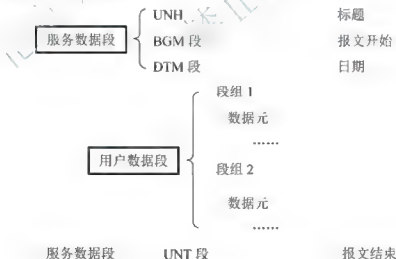 UNH 标题
服务数据段 BGM 段 报文开始
DTM 段 日期
段组 1
数据元
……
用户数据段
段组 2
数据元
……
服务数据段 UNT 段 报文结束